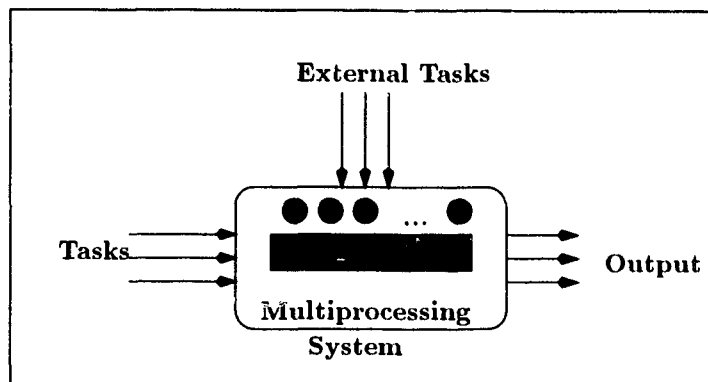 External Tasks
...
Tasks
Output
Multiprocessing
System